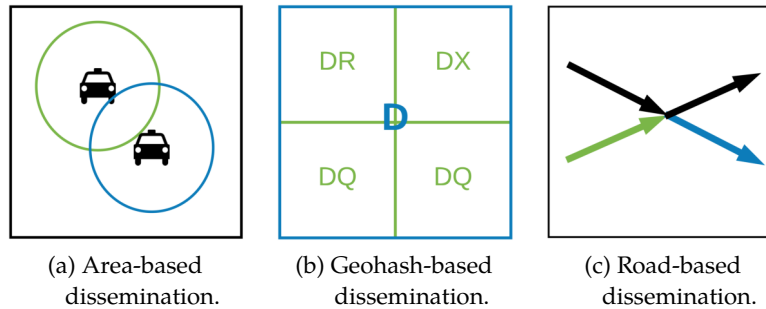 DR DX
D
DQ DQ
(a) Area-based
dissemination.
(b) Geohash-based
dissemination.
(c) Road-based
dissemination.